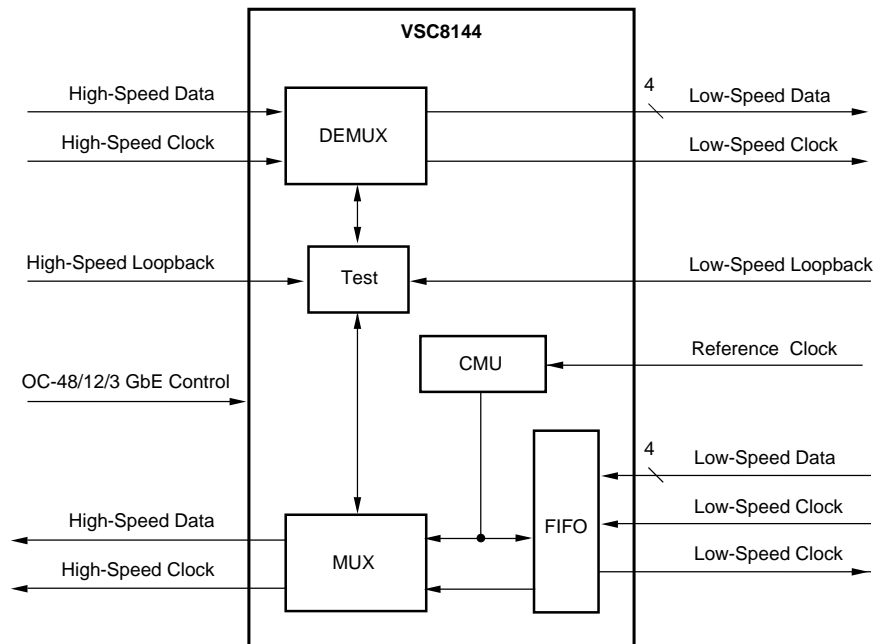 VSC8144
High-Speed Data
4
Low-Speed Data
DEMUX
High-Speed Clock
Low-Speed Clock
High-Speed Loopback
Test
Low-Speed Loopback
CMU
Reference Clock
OC-48/12/3 GbE Control
4
Low-Speed Data
Low-Speed Clock
High-Speed Data
FIFO
Low-Speed Clock
MUX
High-Speed Clock